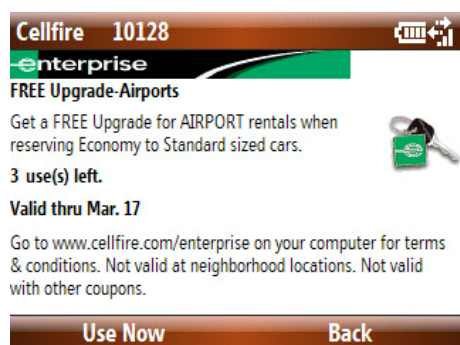 Cellfire 10128
enterprise
FREE Upgrade-Airports
Get a FREE Upgrade for AIRPORT rentals when
reserving Economy to Standard sized cars.
3 use(s) left.
Valid thru Mar. 17
Go to www.cellfire.com/enterprise on your computer for terms
& conditions. Not valid at neighborhood locations. Not valid
with other coupons.
Use Now Back